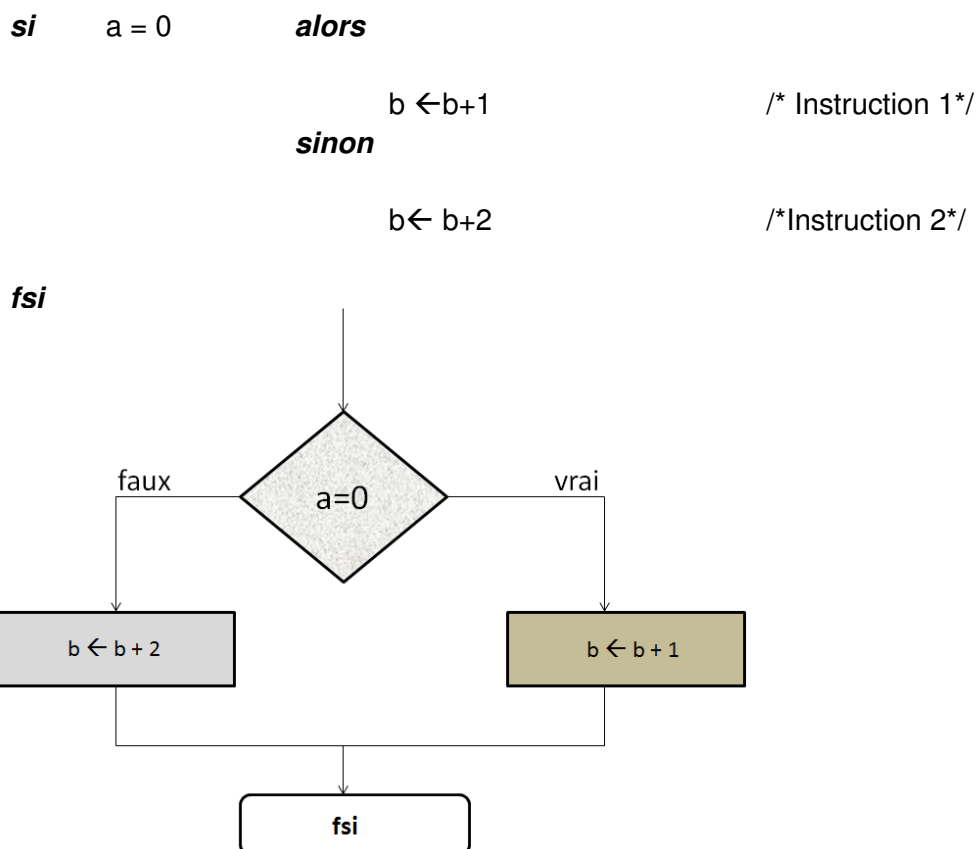 si a = 0 alors
b ←b+1 /* Instruction 1*/
sinon
b← b+2 /*Instruction 2*/
fsi
faux vrai
a=0
b ← b + 2 b ← b + 1
fsi